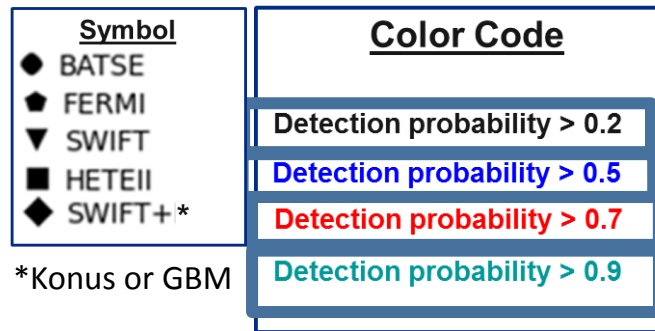 Symbol
BATSE
FERMI
SWIFT
HETEII
SWIFT+*
*Konus or GBM
Color Code
Detection probability > 0.2
Detection probability > 0.5
Detection probability > 0.7
Detection probability > 0.9